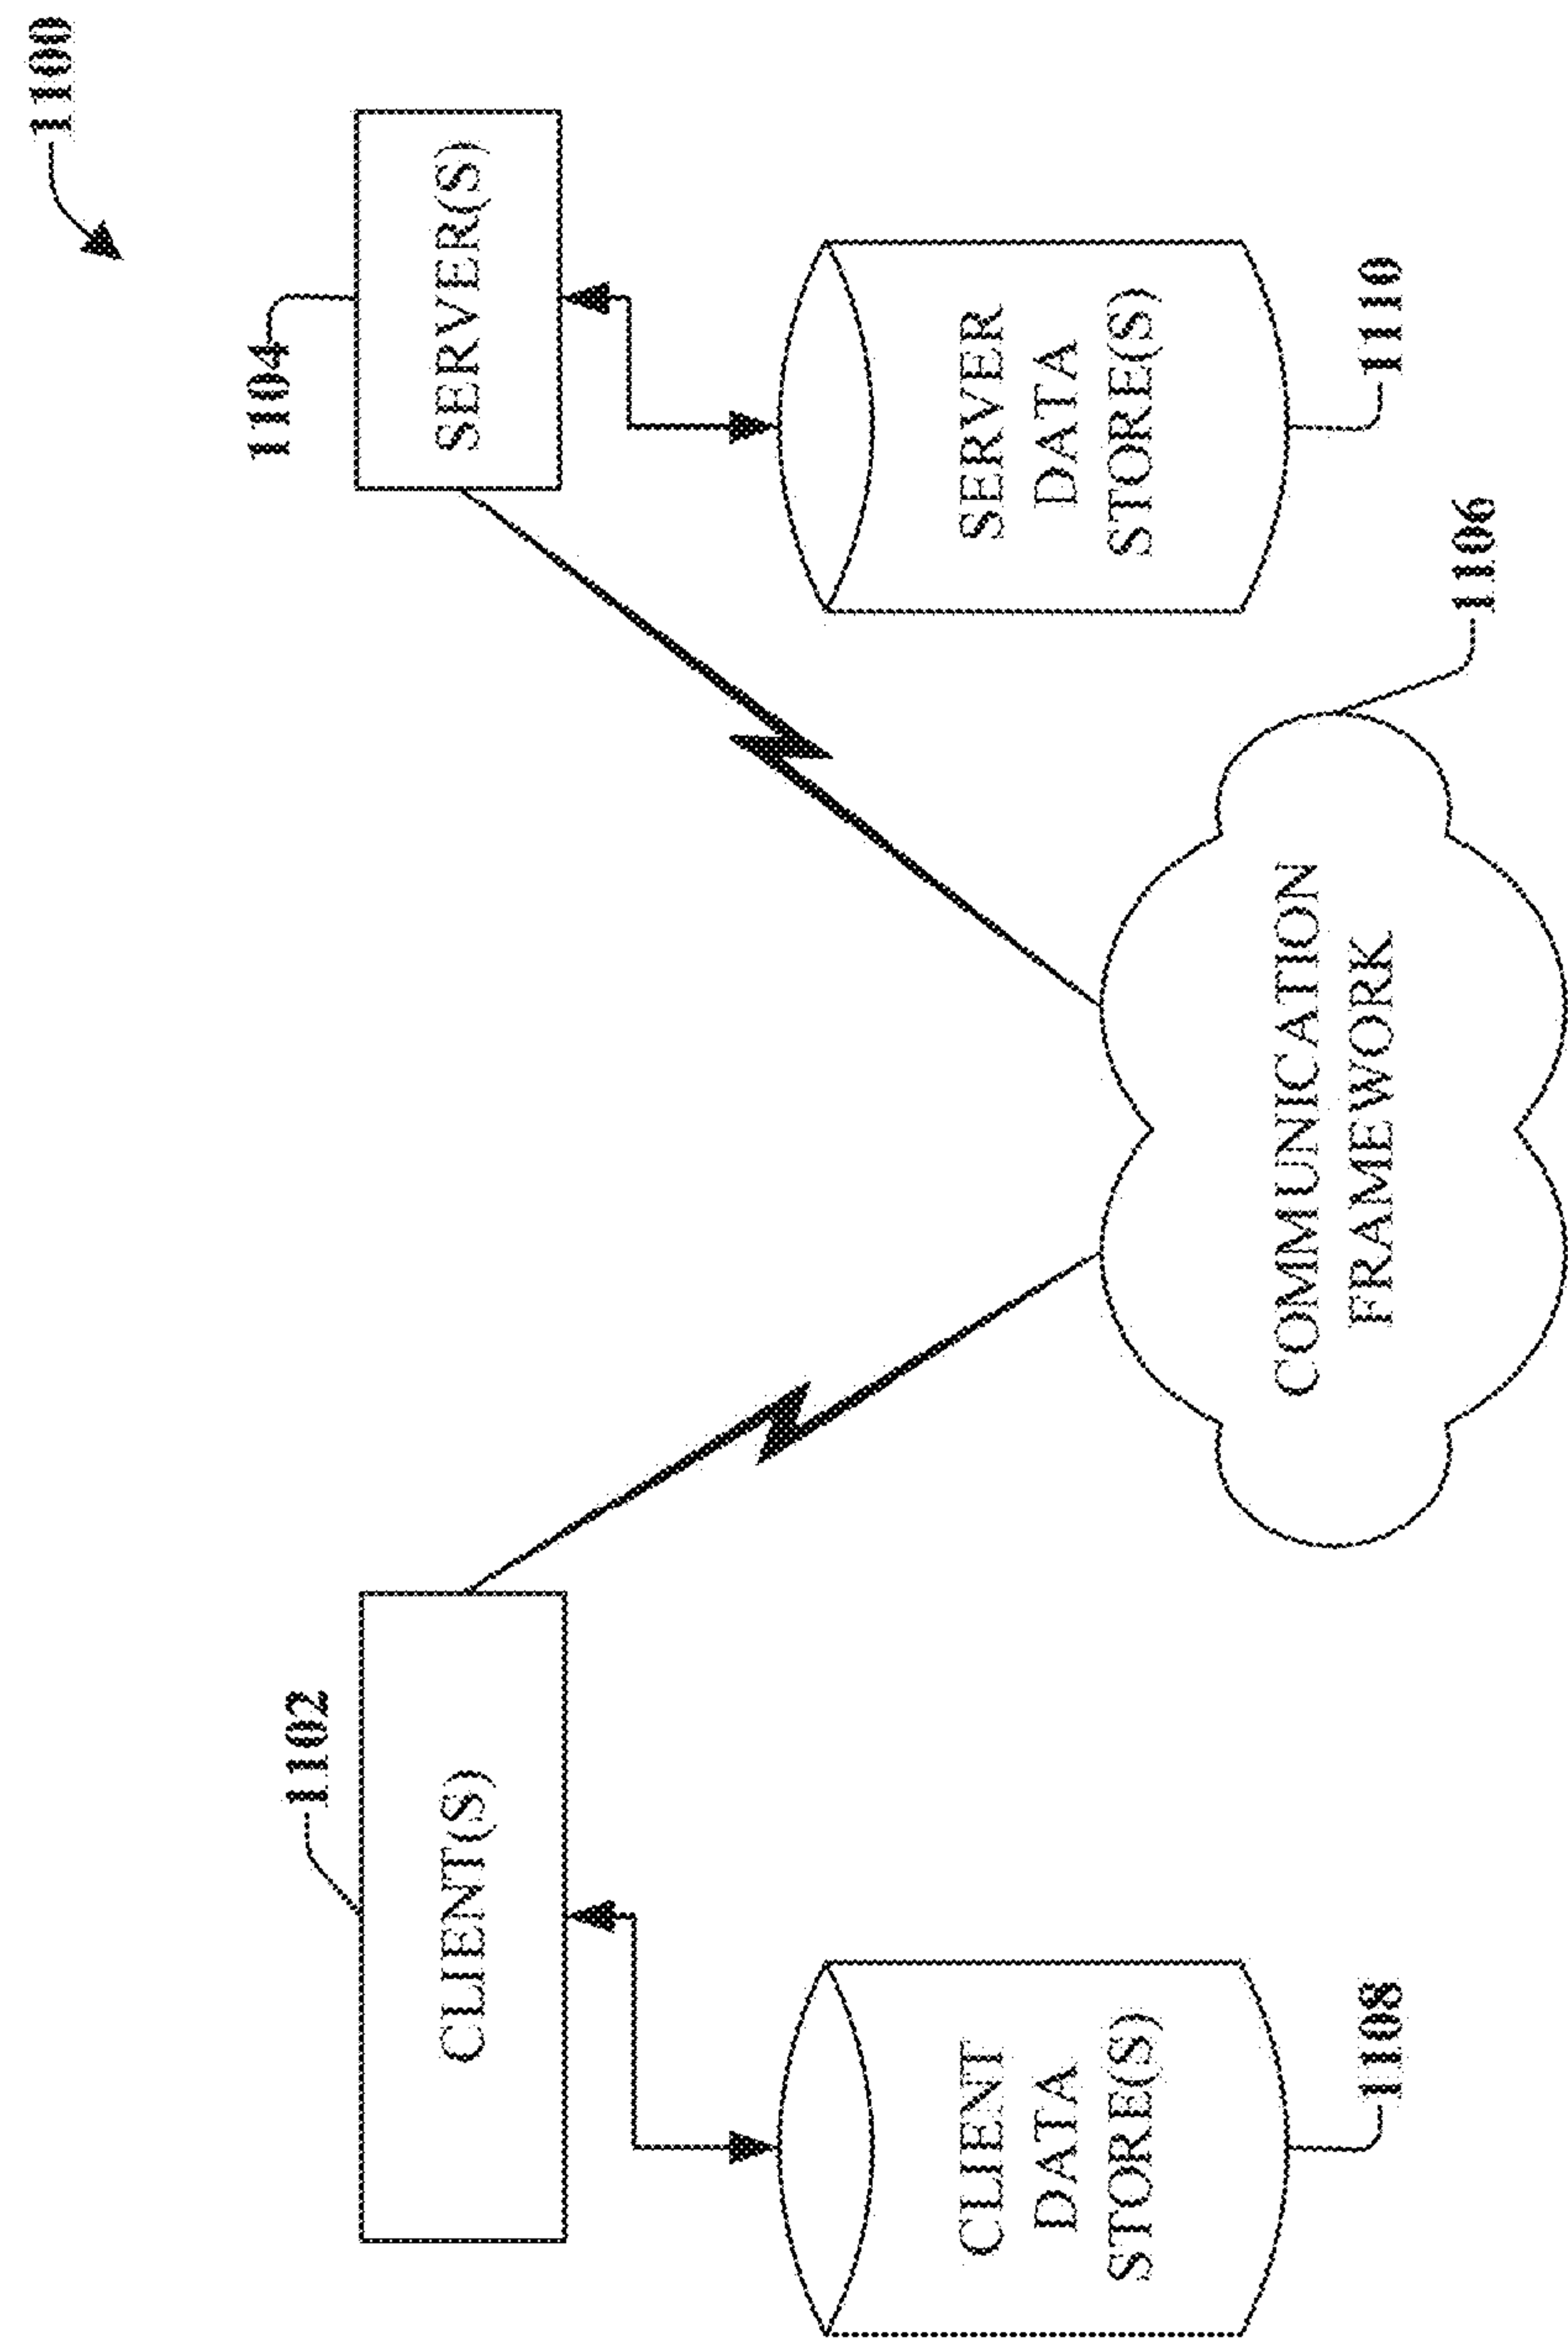 1100
1102
1104
CLIENT(S)
SERVER(S)
CLIENT
DATA
STORE(S)
SERVER
DATA
STORE(S)
1108
1110
COMMUNICATION
FRAMEWORK
1106